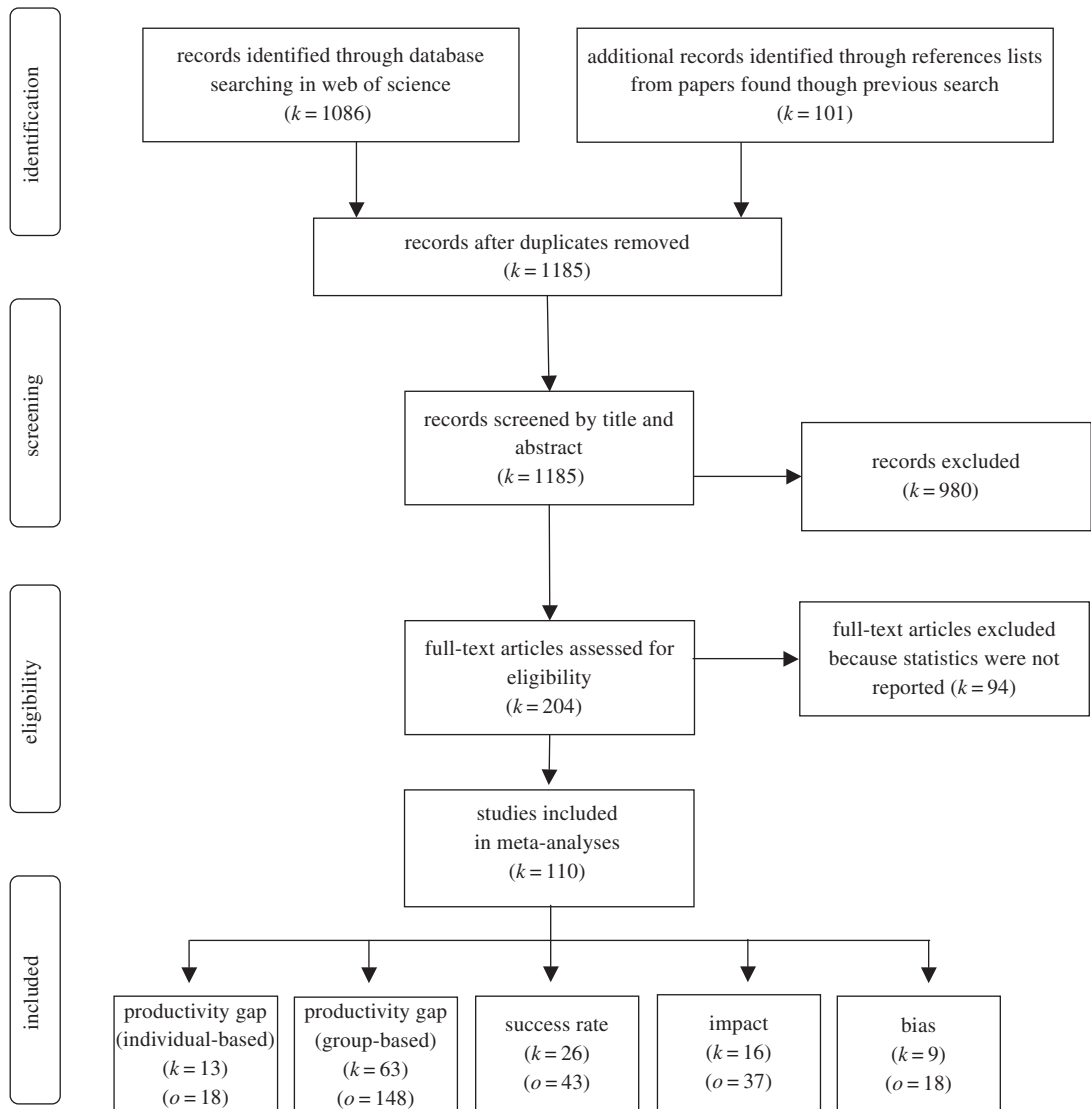 identification
records identified through database
searching in web of science
(k = 1086)
additional records identified through references lists
from papers found though previous search
(k = 101)
records after duplicates removed
(k = 1185)
screening
records screened by title and
abstract
(k = 1185)
records excluded
(k = 980)
eligibility
full-text articles assessed for
eligibility
(k = 204)
full-text articles excluded
because statistics were not
reported (k = 94)
studies included
in meta-analyses
(k = 110)
included
productivity gap
(individual-based)
(k = 13)
(o = 18)
productivity gap
(group-based)
(k = 63)
(o = 148)
success rate
(k = 26)
(o = 43)
impact
(k = 16)
(o = 37)
bias
(k = 9)
(o = 18)